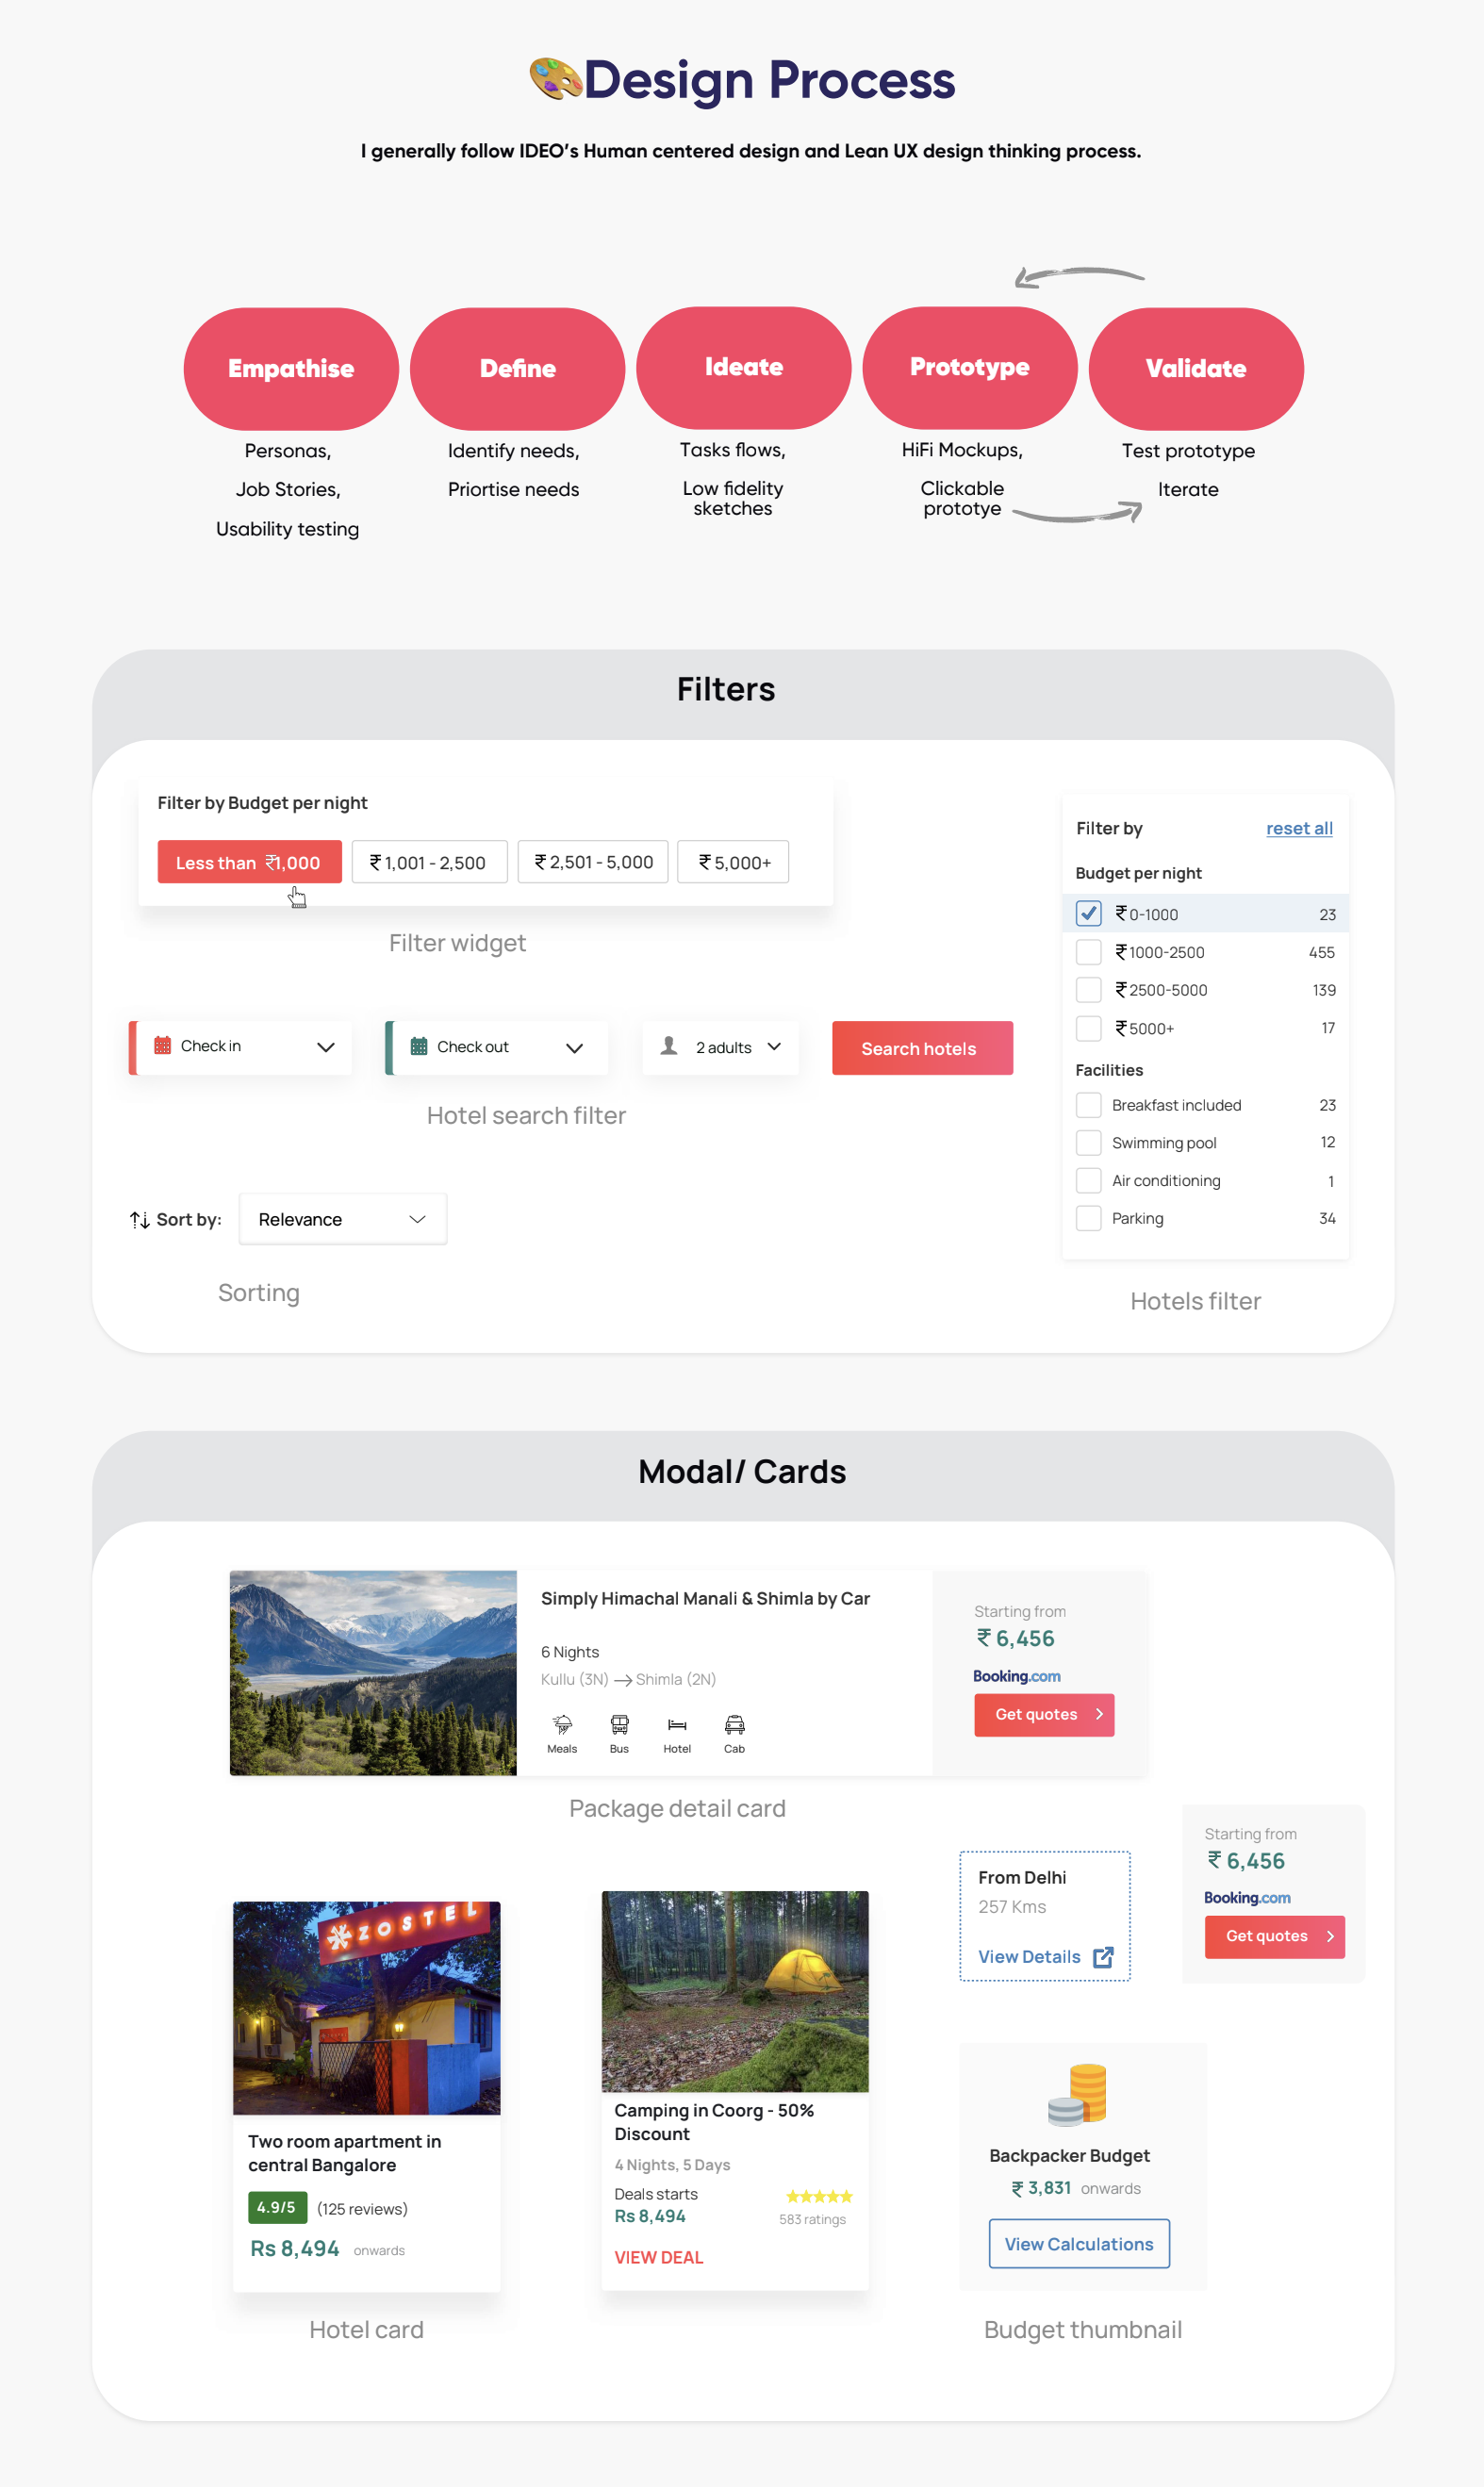 Design Process
I generally follow IDEO's Human centered design and Lean UX design thinking process.
Empathise
Define
Ideate
Prototype
Validate
Personas,
Job Stories,
Usability testing
Identify needs,
Priortise needs
Tasks flows,
Low fidelity
sketches
HiFi Mockups,
Clickable
prototye
Test prototype
Iterate
Filters
Filter by Budget per night
Less than ₹1,000
₹ 1,001 - 2,500
₹ 2,501 - 5,000
₹ 5,000+
Filter widget
Check in
Check out
2 adults
Search hotels
Hotel search filter
Sort by:
Relevance
Sorting
Filter by
reset all
Budget per night
₹ 0-1000 23
₹ 1000-2500 455
₹ 2500-5000 139
₹ 5000+ 17
Facilities
Breakfast included 23
Swimming pool 12
Air conditioning 1
Parking 34
Hotels filter
Modal/ Cards
Simply Himachal Manali & Shimla by Car
6 Nights
Kullu (3N) → Shimla (2N)
Meals
Bus
Hotel
Cab
Starting from
₹ 6,456
Booking.com
Get quotes
Package detail card
ZOSTEL
Two room apartment in
central Bangalore
4.9/5 (125 reviews)
Rs 8,494 onwards
Hotel card
Camping in Coorg - 50%
Discount
4 Nights, 5 Days
Deals starts
Rs 8,494
583 ratings
VIEW DEAL
From Delhi
257 Kms
View Details
Starting from
₹ 6,456
Booking.com
Get quotes
Backpacker Budget
₹ 3,831 onwards
View Calculations
Budget thumbnail